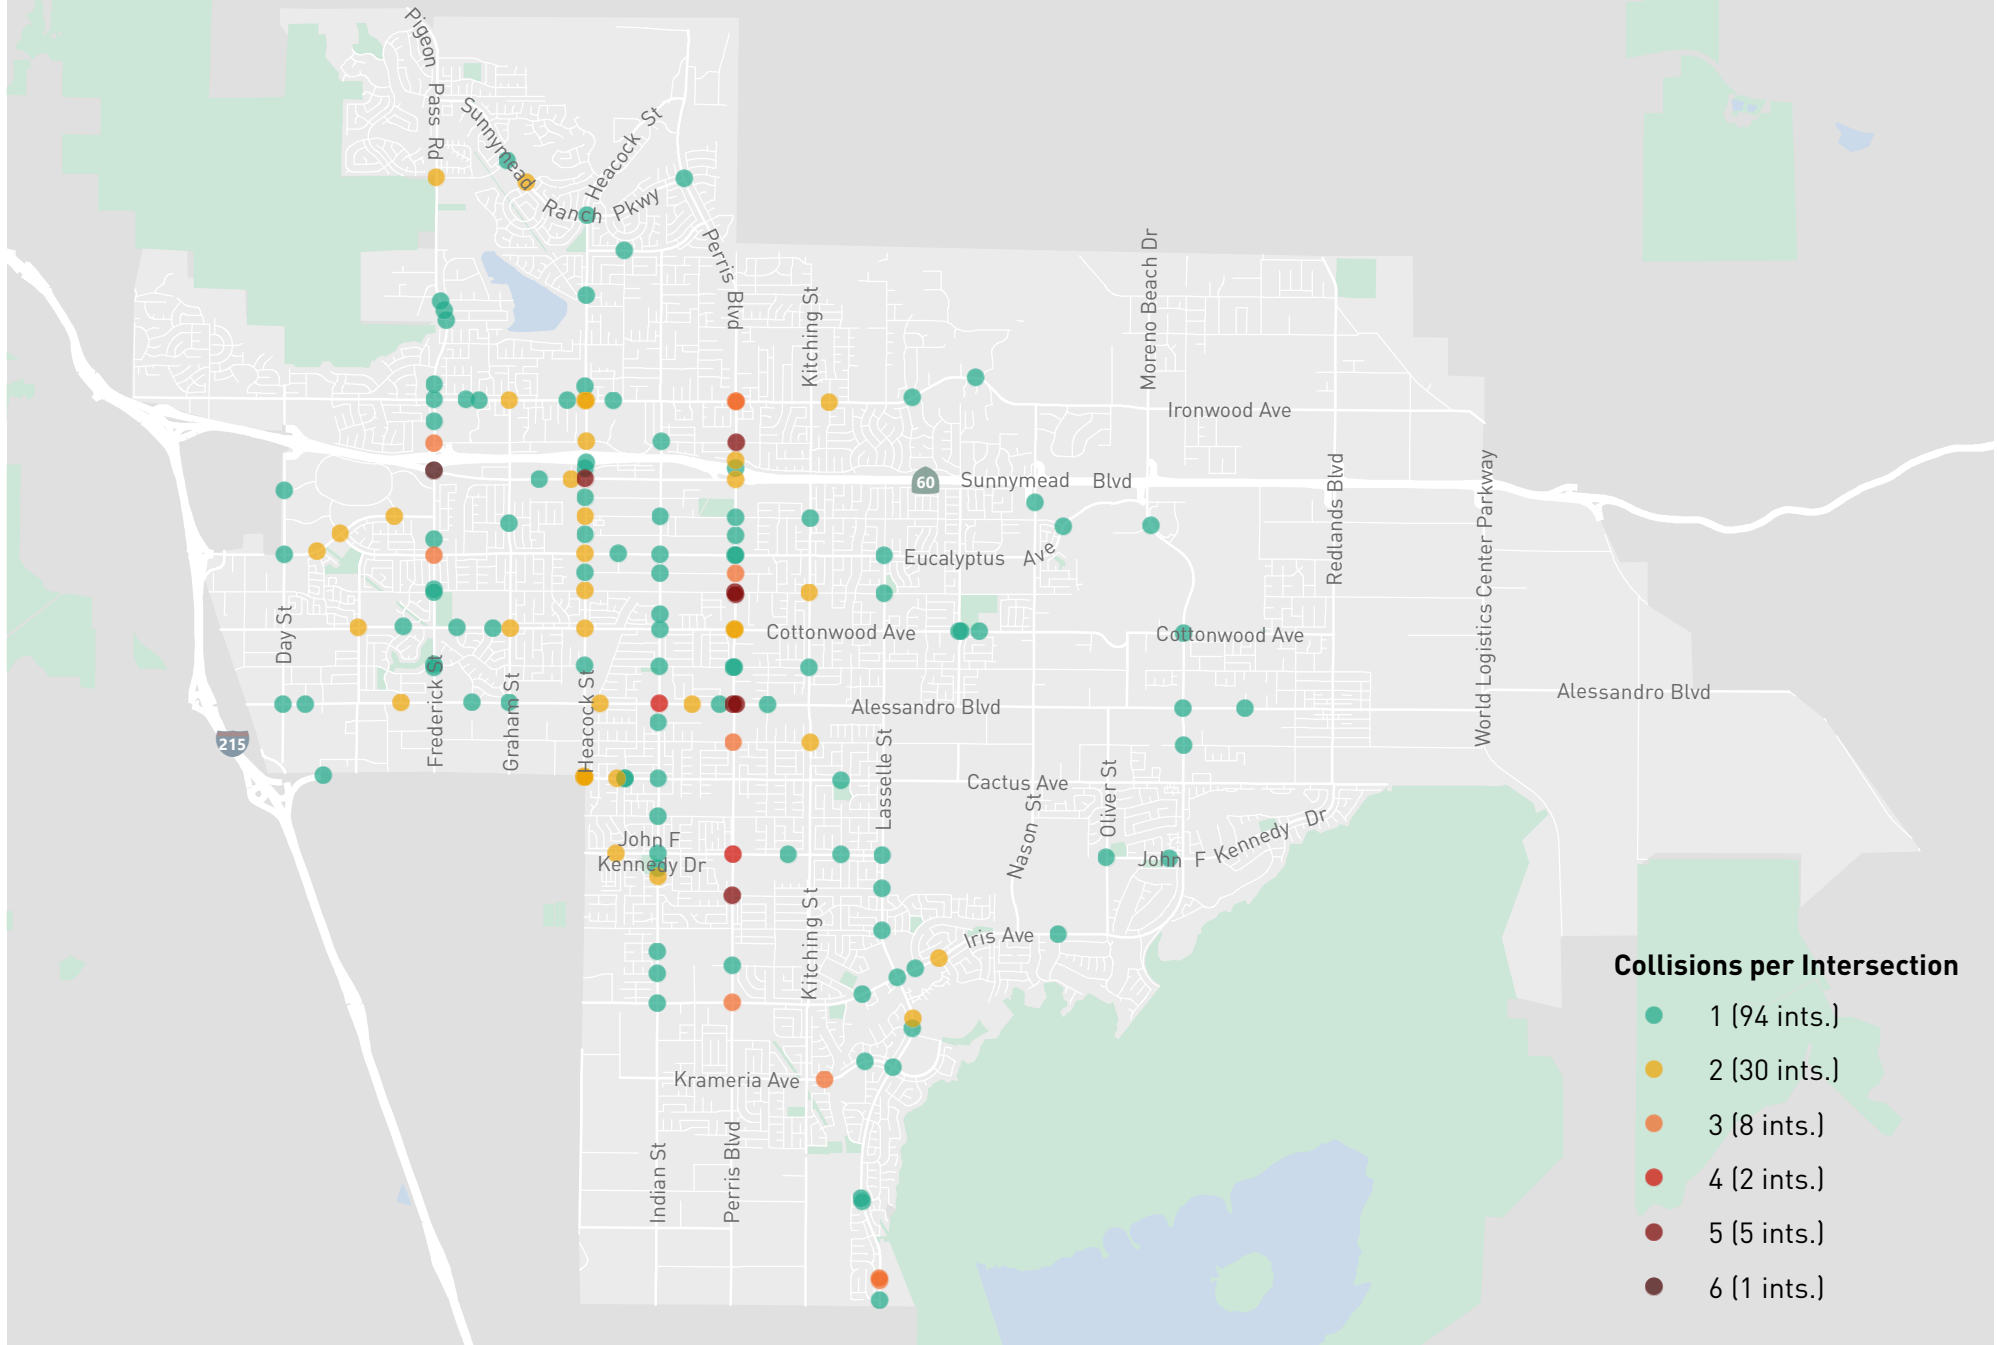 Pigeon Pass Rd
Sunnymead Ranch Pkwy
Heacock St
Perris Blvd
Kitching St
Moreno Beach Dr
Ironwood Ave
60
Sunnymead Blvd
Redlands Blvd
World Logistics Center Parkway
Eucalyptus Ave
Day St
Cottonwood Ave
Cottonwood Ave
Frederick St
Graham St
Heacock St
Alessandro Blvd
Alessandro Blvd
215
Lasselle St
Cactus Ave
Nason St
Oliver St
John F
Kennedy Dr
John F Kennedy Dr
Kitching St
Iris Ave
Krameria Ave
Indian St
Perris Blvd
Collisions per Intersection
1 (94 ints.)
2 (30 ints.)
3 (8 ints.)
4 (2 ints.)
5 (5 ints.)
6 (1 ints.)